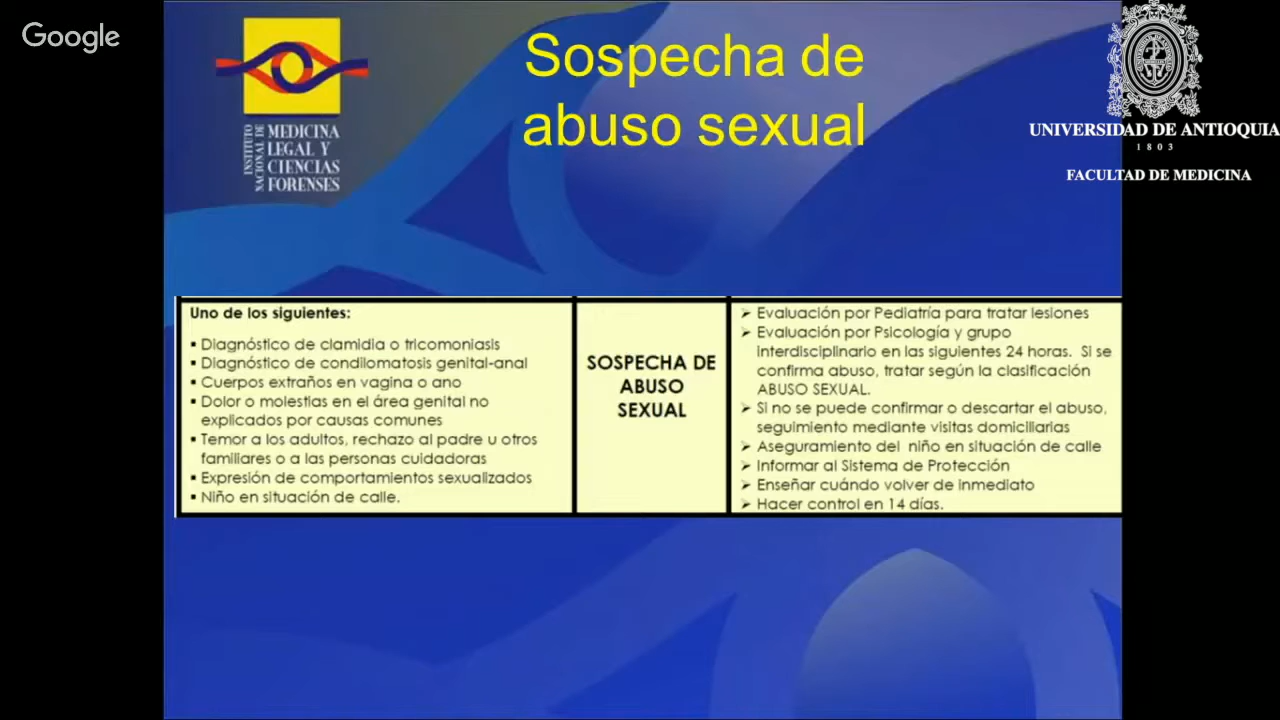 Google
INSTITUTO
NACIONAL DE
MEDICINA
LEGAL Y
CIENCIAS
FORENSES
Sospecha de
abuso sexual
UNIVERSIDAD DE ANTIOQUIA
1803
FACULTAD DE MEDICINA
Uno de los siguientes:
▪ Diagnóstico de clamidia o tricomoniasis
▪ Diagnóstico de condilomatosis genital-anal
▪ Cuerpos extraños en vagina o ano
▪ Dolor o molestias en el área genital no
explicados por causas comunes
▪ Temor a los adultos, rechazo al padre u otros
familiares o a las personas cuidadoras
▪ Expresión de comportamientos sexualizados
▪ Niño en situación de calle.
SOSPECHA DE
ABUSO
SEXUAL
➢ Evaluación por Pediatría para tratar lesiones
➢ Evaluación por Psicología y grupo
interdisciplinario en las siguientes 24 horas. Si se
confirma abuso, tratar según la clasificación
ABUSO SEXUAL.
➢ Si no se puede confirmar o descartar el abuso,
seguimiento mediante visitas domiciliarias
➢ Aseguramiento del niño en situación de calle
➢ Informar al Sistema de Protección
➢ Enseñar cuándo volver de inmediato
➢ Hacer control en 14 días.